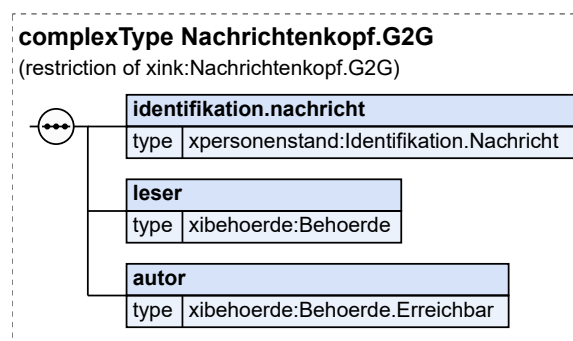 complexType Nachrichtenkopf.G2G
(restriction of xink:Nachrichtenkopf.G2G)
identifikation.nachricht
type xpersonenstand:Identifikation.Nachricht
leser
type xibehoerde:Behoerde
autor
type xibehoerde:Behoerde.Erreichbar